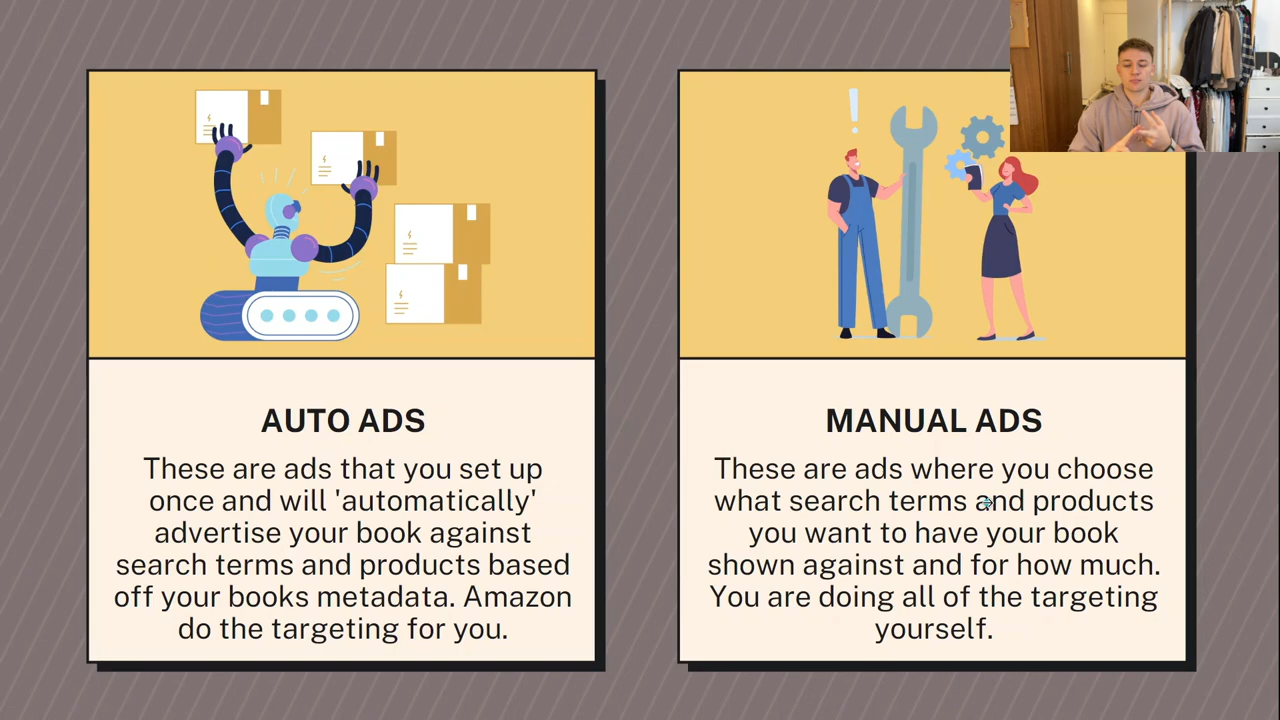 AUTO ADS
These are ads that you set up
once and will 'automatically'
advertise your book against
search terms and products based
off your books metadata. Amazon
do the targeting for you.
MANUAL ADS
These are ads where you choose
what search terms and products
you want to have your book
shown against and for how much.
You are doing all of the targeting
yourself.